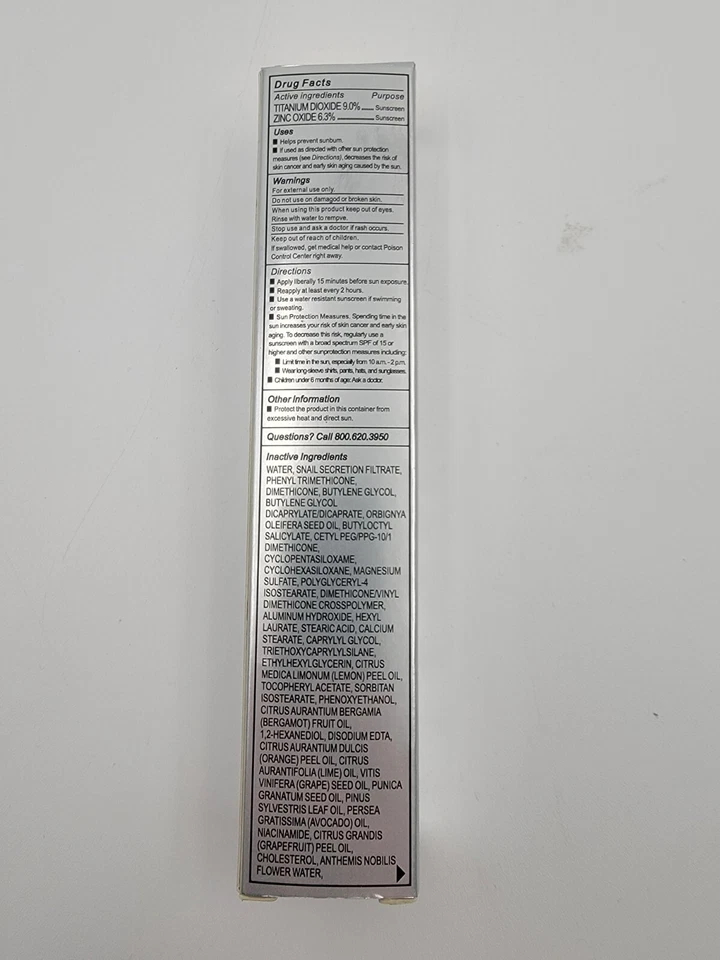 Drug Facts
Active ingredients Purpose
TITANIUM DIOXIDE 9.0% Sunscreen
ZINC OXIDE 6.3% Sunscreen
Uses
■ Helps prevent sunburn.
■ If used as directed with other sun protection
measures (see Directions), decreases the risk of
skin cancer and early skin aging caused by the sun.
Warnings
For external use only.
Do not use on damagod or broken skin.
When using this product keep out of eyes.
Rinse with water to rempve.
Stop use and ask a doctor if rash occurs.
Keep out of reach of children.
If swallowed, get medical help or contact Poison
Control Center right away.
Directions
■ Apply liberally 15 minutes before sun exposure.
■ Reapply at least every 2 hours.
■ Use a water resistant sunscreen if swimming
or sweating.
■ Sun Protection Measures. Spending time in the
sun increases your risk of skin cancer and early skin
aging. To decrease this risk, regularly use a
sunscreen with a broad spectrum SPF of 15 or
higher and other sunprotection measures including:
■ Limit time in the sun, especially from 10 a.m. - 2 p.m.
■ Wear long-sleeve shirts, pants, hats, and sunglasses.
■ Children under 6 months of age: Ask a doctor.
Other Information
■ Protect the product in this container from
excessive heat and direct sun.
Questions? Call 800.620.3950
Inactive Ingredients
WATER, SNAIL SECRETION FILTRATE,
PHENYL TRIMETHICONE,
DIMETHICONE, BUTYLENE GLYCOL,
BUTYLENE GLYCOL
DICAPRYLATE/DICAPRATE, ORBIGNYA
OLEIFERA SEED OIL, BUTYLOCTYL
SALICYLATE, CETYL PEG/PPG-10/1
DIMETHICONE,
CYCLOPENTASILOXAME,
CYCLOHEXASILOXANE, MAGNESIUM
SULFATE, POLYGLYCERYL-4
ISOSTEARATE, DIMETHICONE/VINYL
DIMETHICONE CROSSPOLYMER,
ALUMINUM HYDROXIDE, HEXYL
LAURATE, STEARIC ACID, CALCIUM
STEARATE, CAPRYLYL GLYCOL,
TRIETHOXYCAPRYLYLSILANE,
ETHYLHEXYLGLYCERIN, CITRUS
MEDICA LIMONUM (LEMON) PEEL OIL,
TOCOPHERYL ACETATE, SORBITAN
ISOSTEARATE, PHENOXYETHANOL,
CITRUS AURANTIUM BERGAMIA
(BERGAMOT) FRUIT OIL,
1,2-HEXANEDIOL, DISODIUM EDTA,
CITRUS AURANTIUM DULCIS
(ORANGE) PEEL OIL, CITRUS
AURANTIFOLIA (LIME) OIL, VITIS
VINIFERA (GRAPE) SEED OIL, PUNICA
GRANATUM SEED OIL, PINUS
SYLVESTRIS LEAF OIL, PERSEA
GRATISSIMA (AVOCADO) OIL,
NIACINAMIDE, CITRUS GRANDIS
(GRAPEFRUIT) PEEL OIL,
CHOLESTEROL, ANTHEMIS NOBILIS
FLOWER WATER,